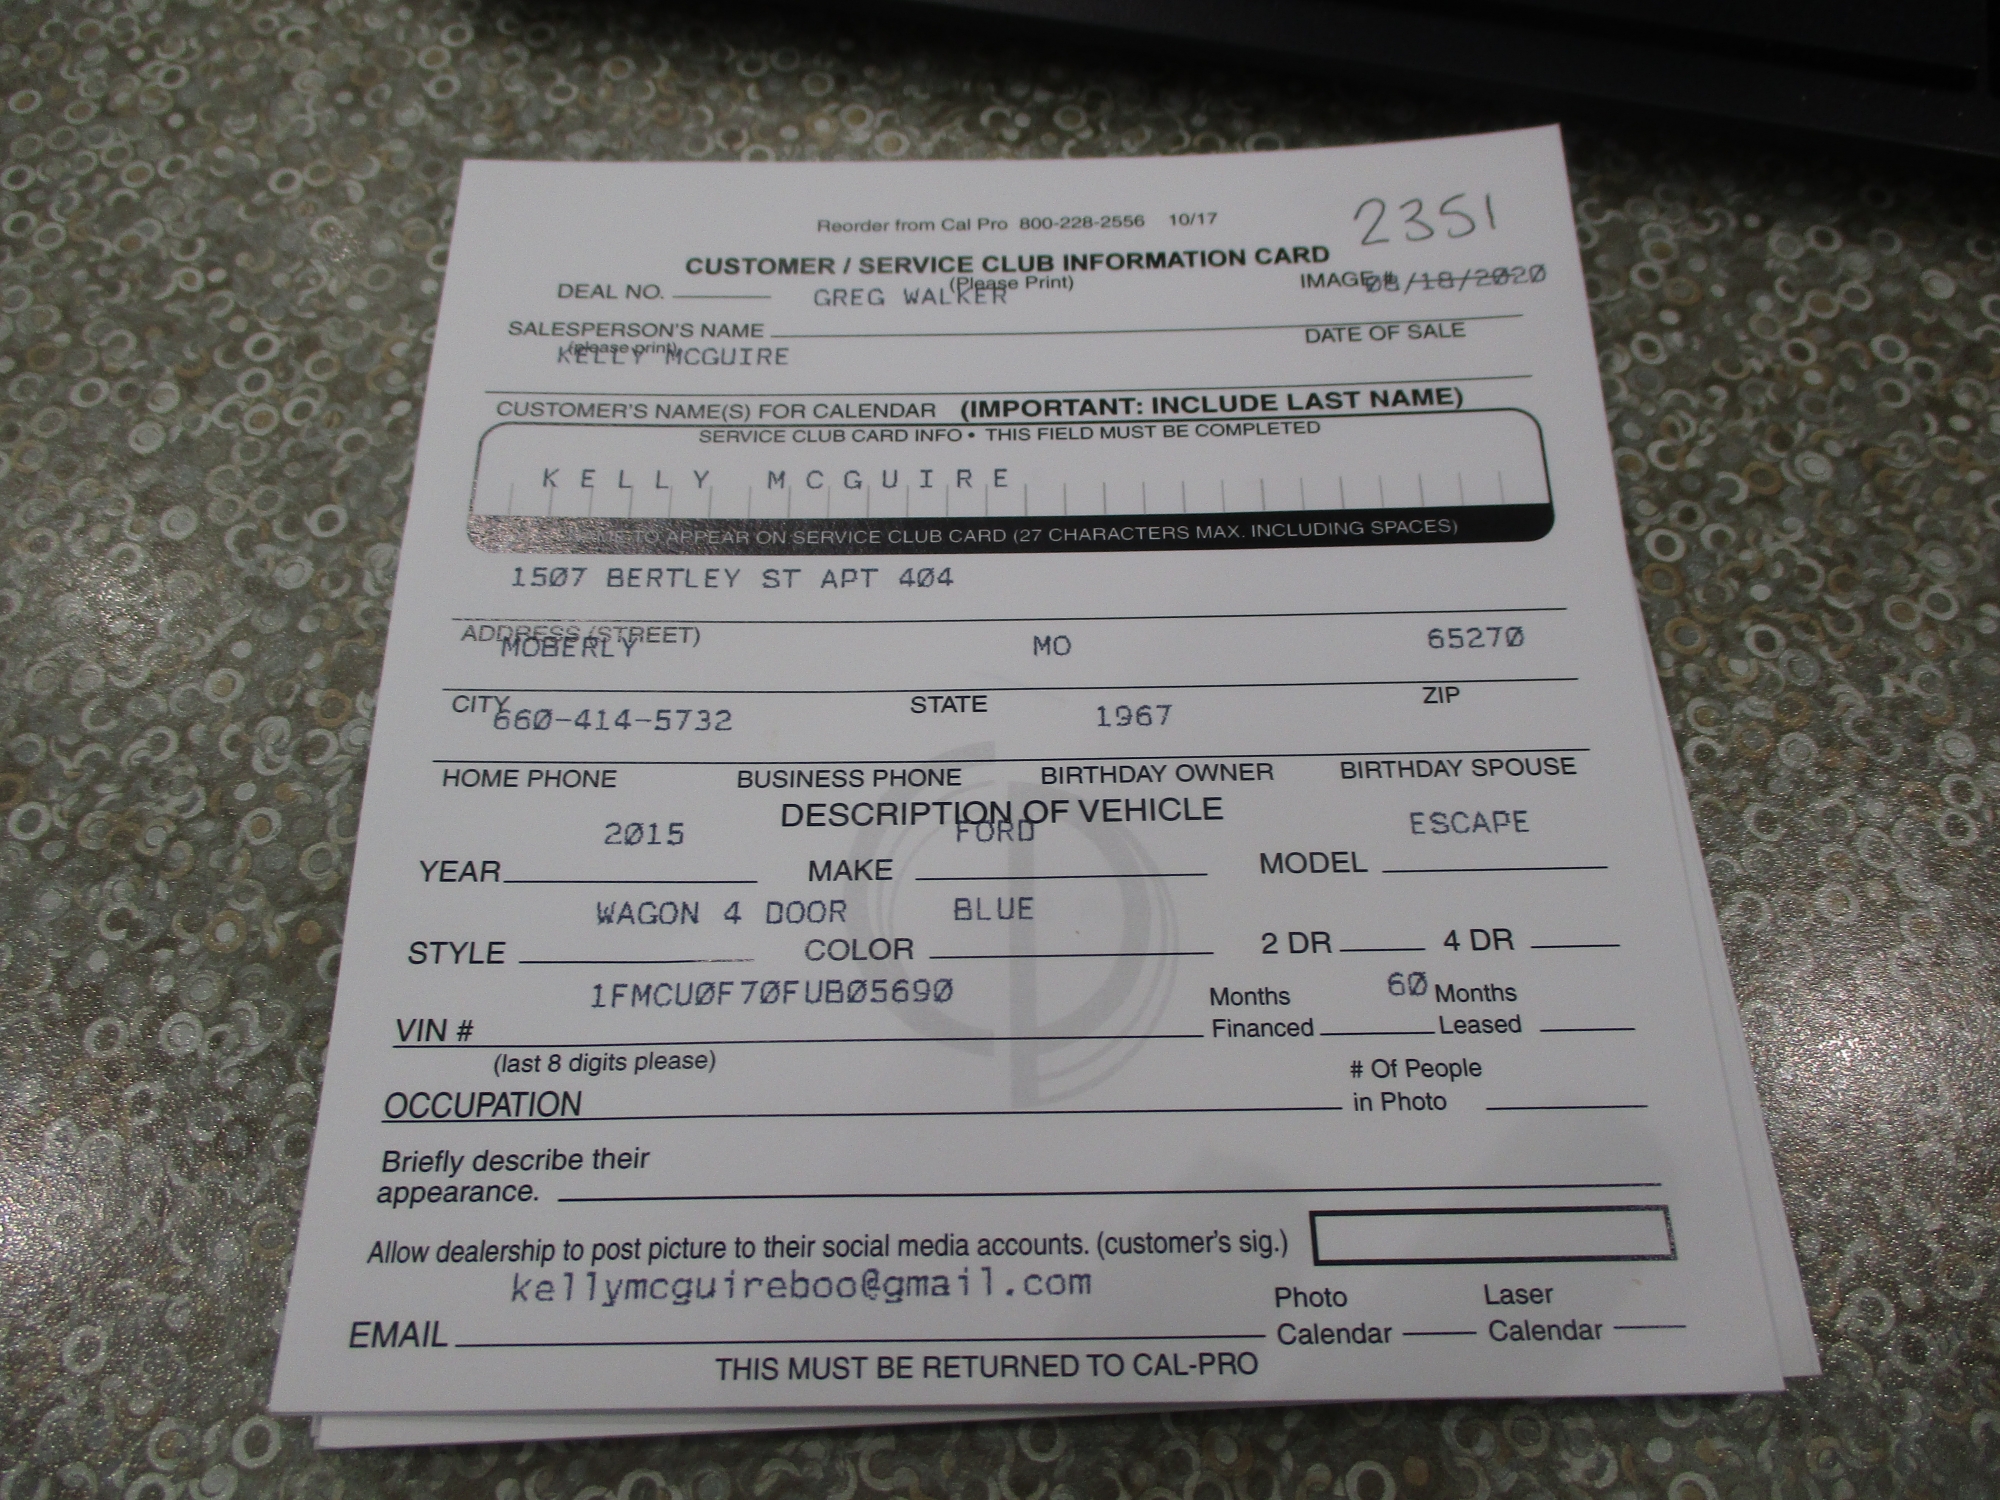 Reorder from Cal Pro 800-228-2556 10/17
2351
CUSTOMER / SERVICE CLUB INFORMATION CARD
(Please Print)
DEAL NO. GREG WALKER IMAGE # 08/18/2020
SALESPERSON'S NAME DATE OF SALE
(please print)
KELLY MCGUIRE
CUSTOMER'S NAME(S) FOR CALENDAR (IMPORTANT: INCLUDE LAST NAME)
SERVICE CLUB CARD INFO • THIS FIELD MUST BE COMPLETED
KELLY MCGUIRE
NAME TO APPEAR ON SERVICE CLUB CARD (27 CHARACTERS MAX. INCLUDING SPACES)
1507 BERTLEY ST APT 404
ADDRESS (STREET)
MOBERLY MO 65270
CITY STATE ZIP
660-414-5732 1967
HOME PHONE BUSINESS PHONE BIRTHDAY OWNER BIRTHDAY SPOUSE
DESCRIPTION OF VEHICLE
2015 FORD ESCAPE
YEAR MAKE MODEL
WAGON 4 DOOR BLUE
STYLE COLOR 2 DR 4 DR
1FMCU0F70FUB05690 60
VIN # Months Financed Months Leased
(last 8 digits please)
OCCUPATION # Of People in Photo
Briefly describe their
appearance.
Allow dealership to post picture to their social media accounts. (customer's sig.)
kellymcguireboo@gmail.com
EMAIL Photo Calendar Laser Calendar
THIS MUST BE RETURNED TO CAL-PRO